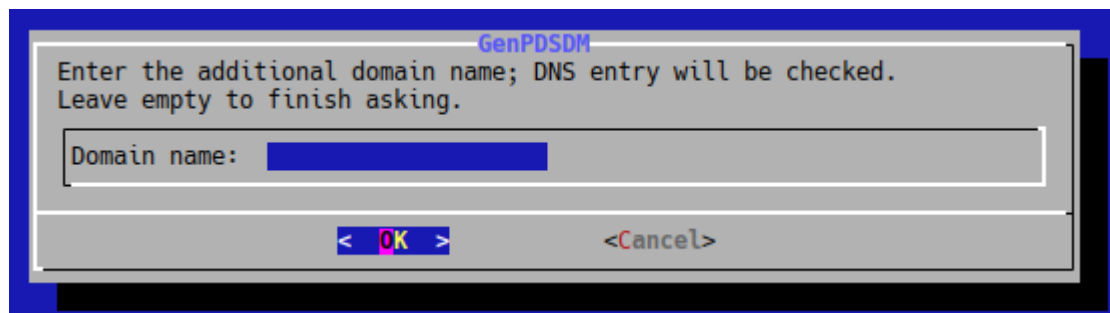 GenPDSDM
Enter the additional domain name; DNS entry will be checked.
Leave empty to finish asking.
Domain name:
<  OK  > <Cancel>